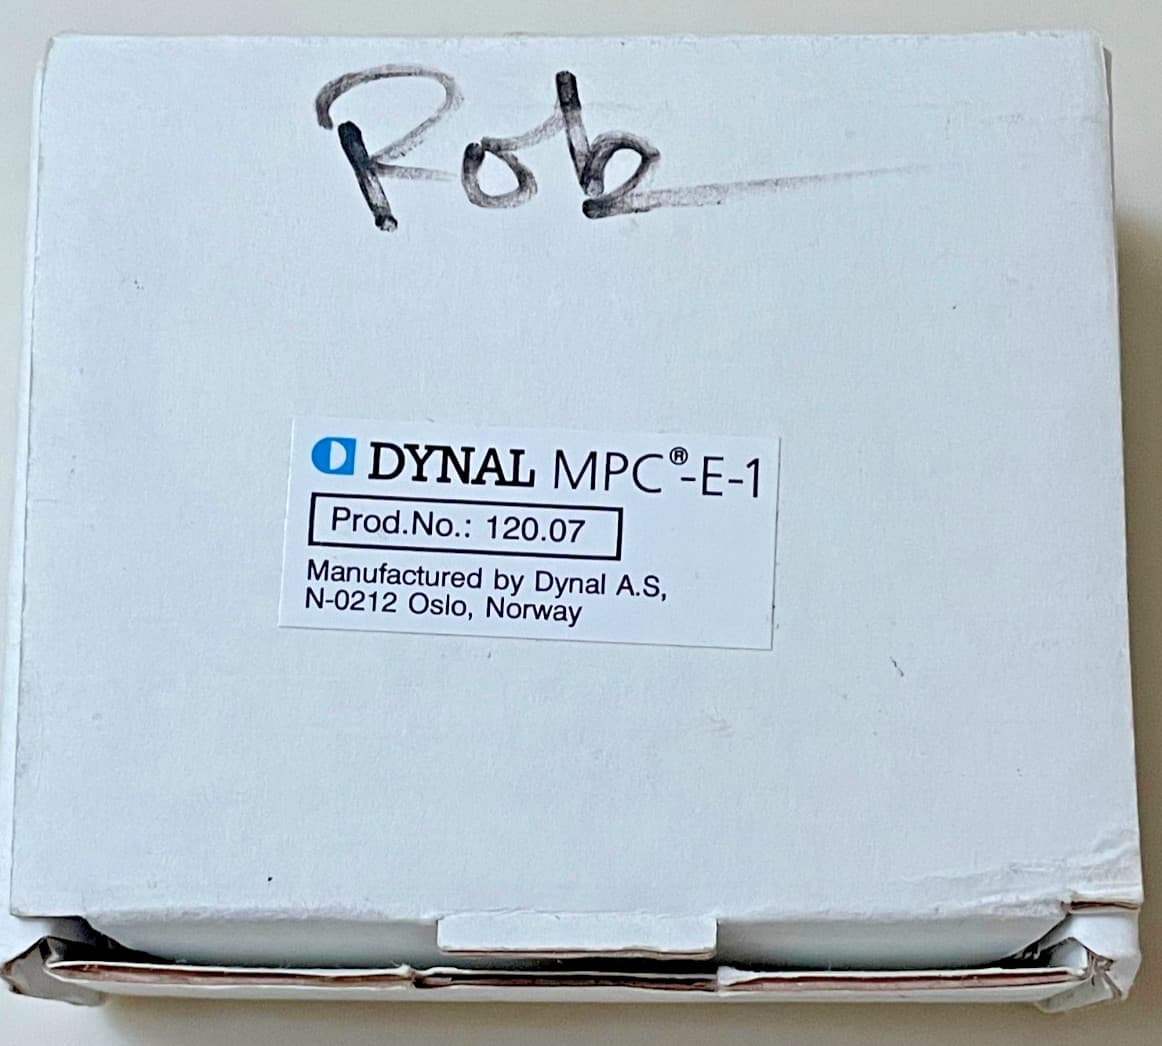 Rob
DYNAL MPC®-E-1
Prod.No.: 120.07
Manufactured by Dynal A.S,
N-0212 Oslo, Norway